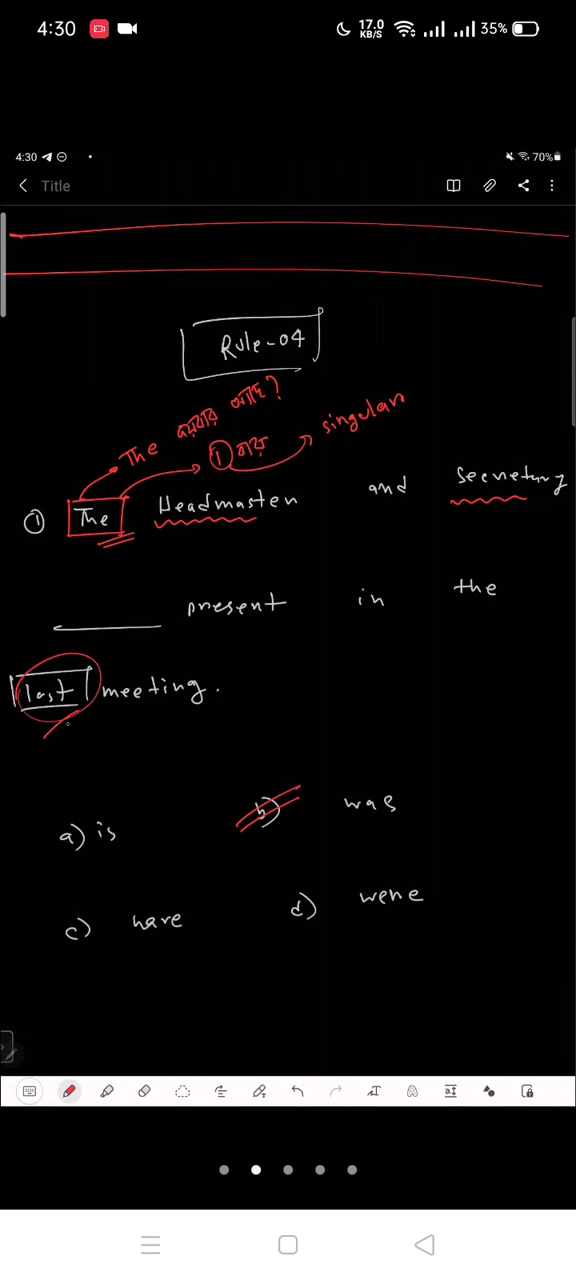 4:30 17.0 KB/S 35%
4:30 70%
Title
Rule-04
The কয়বার আছে?
① বার singular
① The Headmaster and Secretary
present in the
last meeting.
a) is b) was
c) have d) were